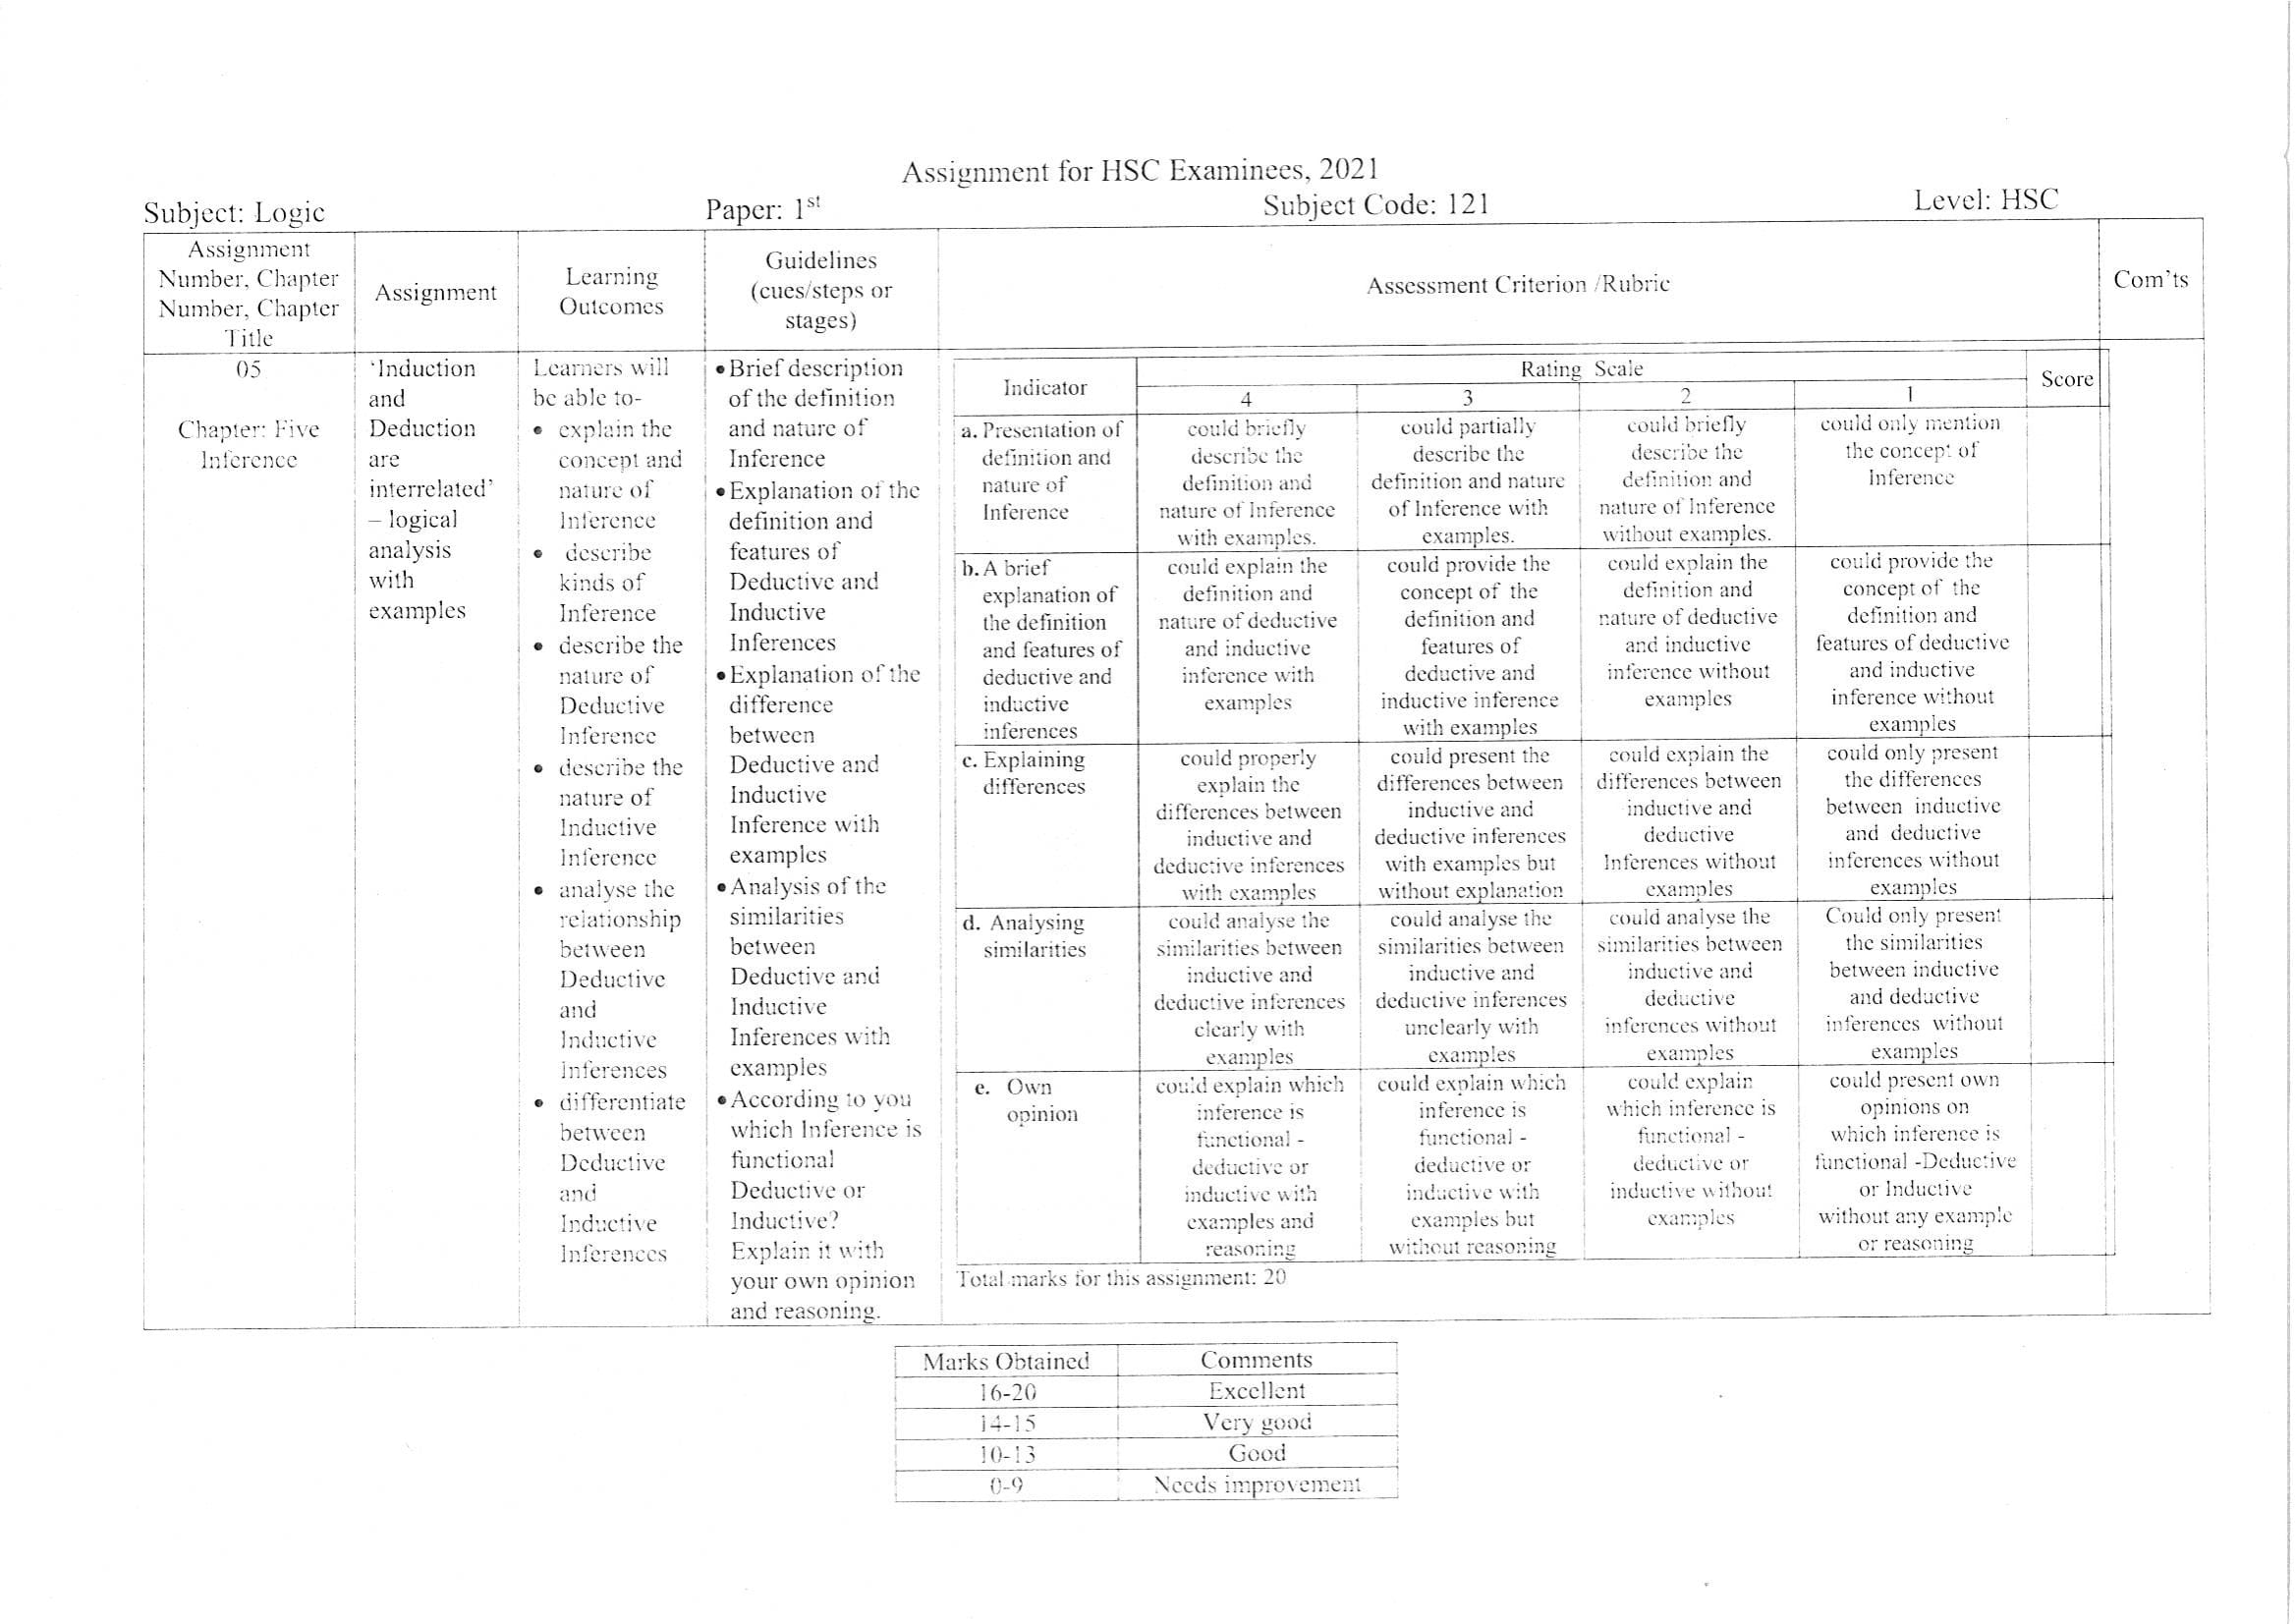 Assignment for HSC Examinees, 2021
Subject: Logic Paper: 1st Subject Code: 121 Level: HSC
Assignment
Number, Chapter
Number, Chapter
Title
Assignment
Learning
Outcomes
Guidelines
(cues/steps or
stages)
Assessment Criterion /Rubric
Com'ts
05
Chapter: Five
Inference
'Induction
and
Deduction
are
interrelated'
– logical
analysis
with
examples
Learners will
be able to-
• explain the
concept and
nature of
Inference
• describe
kinds of
Inference
• describe the
nature of
Deductive
Inference
• describe the
nature of
Inductive
Inference
• analyse the
relationship
between
Deductive
and
Inductive
inferences
• differentiate
between
Deductive
and
Inductive
Inferences
• Brief description
of the definition
and nature of
Inference
• Explanation of the
definition and
features of
Deductive and
Inductive
Inferences
• Explanation of the
difference
between
Deductive and
Inductive
Inference with
examples
• Analysis of the
similarities
between
Deductive and
Inductive
Inferences with
examples
• According to you
which Inference is
functional
Deductive or
Inductive?
Explain it with
your own opinion
and reasoning.
Indicator
Rating Scale
Score
4 3 2 1
a. Presentation of
definition and
nature of
Inference
could briefly
describe the
definition and
nature of Inference
with examples.
could partially
describe the
definition and nature
of Inference with
examples.
could briefly
describe the
definition and
nature of Inference
without examples.
could only mention
the concept of
Inference
b. A brief
explanation of
the definition
and features of
deductive and
inductive
inferences
could explain the
definition and
nature of deductive
and inductive
inference with
examples
could provide the
concept of the
definition and
features of
deductive and
inductive inference
with examples
could explain the
definition and
nature of deductive
and inductive
inference without
examples
could provide the
concept of the
definition and
features of deductive
and inductive
inference without
examples
c. Explaining
differences
could properly
explain the
differences between
inductive and
deductive inferences
with examples
could present the
differences between
inductive and
deductive inferences
with examples but
without explanation
could explain the
differences between
inductive and
deductive
Inferences without
examples
could only present
the differences
between inductive
and deductive
inferences without
examples
d. Analysing
similarities
could analyse the
similarities between
inductive and
deductive inferences
clearly with
examples
could analyse the
similarities between
inductive and
deductive inferences
unclearly with
examples
could analyse the
similarities between
inductive and
deductive
inferences without
examples
Could only present
the similarities
between inductive
and deductive
inferences without
examples
e. Own
opinion
could explain which
inference is
functional -
deductive or
inductive with
examples and
reasoning
could explain which
inference is
functional -
deductive or
inductive with
examples but
without reasoning
could explain
which inference is
functional -
deductive or
inductive without
examples
could present own
opinions on
which inference is
functional -Deductive
or Inductive
without any example
or reasoning
Total marks for this assignment: 20
Marks Obtained Comments
16-20 Excellent
14-15 Very good
10-13 Good
0-9 Needs improvement